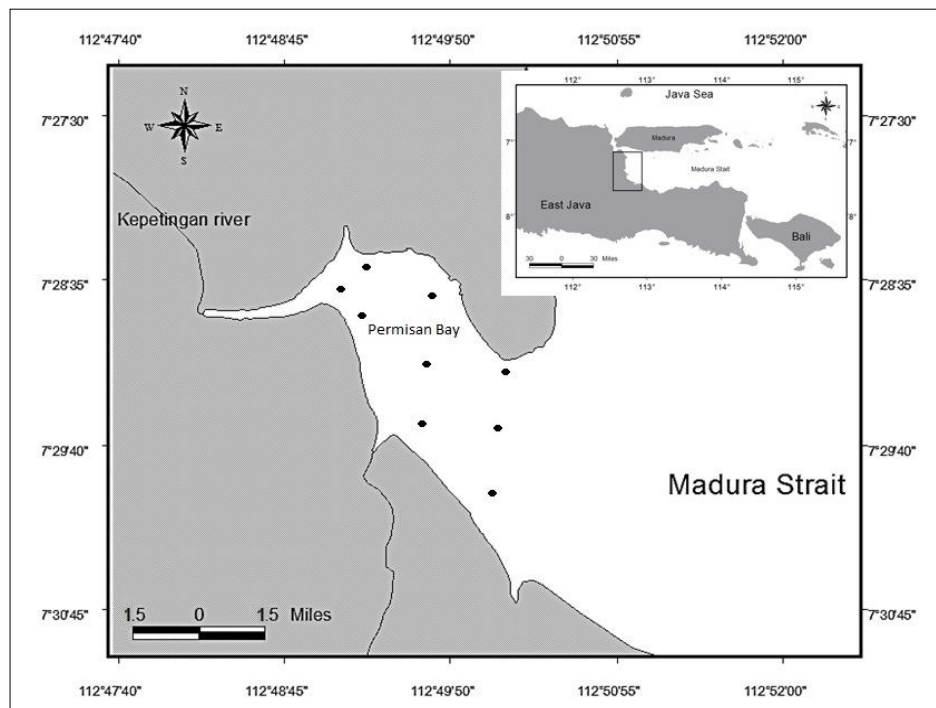 112°47'40"
112°48'45"
112°49'50"
112°50'55"
112°52'00"
7°27'30"
7°27'30"
7°28'35"
7°28'35"
7°29'40"
7°29'40"
7°30'45"
7°30'45"
N
W
E
S
Kepetingan river
Permisan Bay
Madura Strait
1.5 0 1.5 Miles
112°
113°
114°
115°
Java Sea
Madura
7°
7°
Madura Stait
East Java
8°
8°
Bali
30 0 30 Miles
112°
113°
114°
115°
112°47'40"
112°48'45"
112°49'50"
112°50'55"
112°52'00"